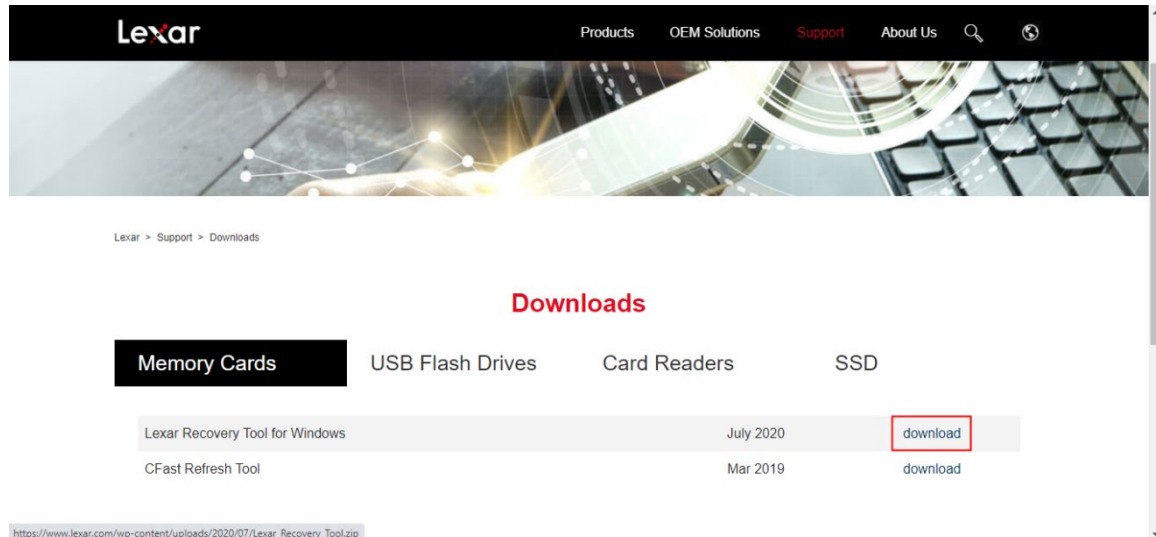 Lexar
Products OEM Solutions Support About Us
Lexar > Support > Downloads
Downloads
Memory Cards USB Flash Drives Card Readers SSD
Lexar Recovery Tool for Windows July 2020 download
CFast Refresh Tool Mar 2019 download
https://www.lexar.com/wp-content/uploads/2020/07/Lexar_Recovery_Tool.zip